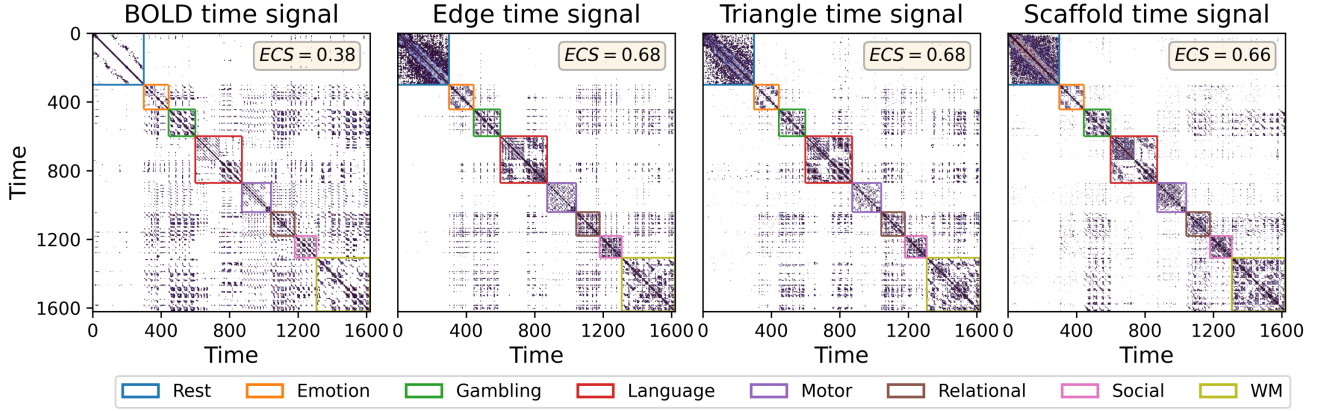 BOLD time signal Edge time signal Triangle time signal Scaffold time signal
0
ECS = 0.38 ECS = 0.68 ECS = 0.68 ECS = 0.66
400
800
1200
1600
Time
0 400 800 1200 1600 0 400 800 1200 1600 0 400 800 1200 1600 0 400 800 1200 1600
Time Time Time Time
Rest Emotion Gambling Language Motor Relational Social WM